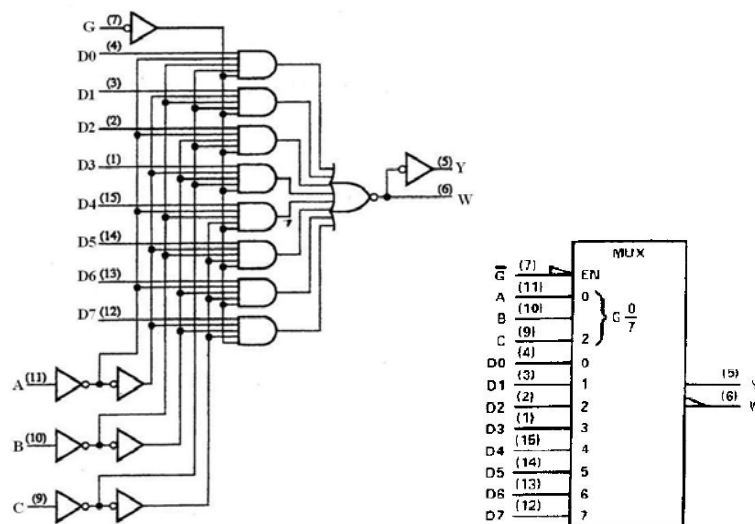 G (7)
D0 (4)
D1 (3)
D2 (2)
D3 (1)
D4 (15)
D5 (14)
D6 (13)
D7 (12)
A (11)
B (10)
C (9)
(5) Y
(6) W
MUX
G (7) EN
A (11) 0
B (10)
C (9) 2
G 0/7
D0 (4) 0
D1 (3) 1
D2 (2) 2
D3 (1) 3
D4 (15) 4
D5 (14) 5
D6 (13) 6
D7 (12) 7
(5)
(6)